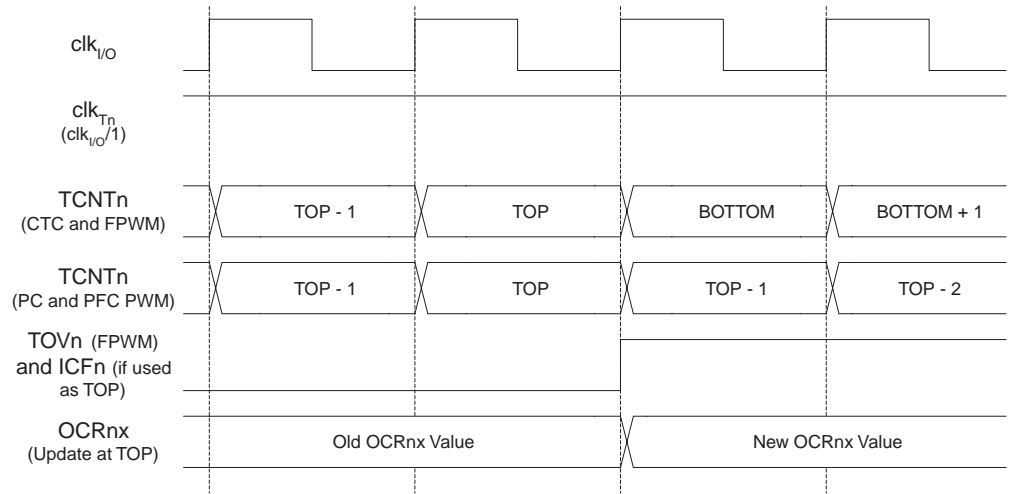 clkI/O
clkTn
(clkI/O/1)
TCNTn
(CTC and FPWM)
TOP - 1
TOP
BOTTOM
BOTTOM + 1
TCNTn
(PC and PFC PWM)
TOP - 1
TOP
TOP - 1
TOP - 2
TOVn (FPWM)
and ICFn (if used
as TOP)
OCRnx
(Update at TOP)
Old OCRnx Value
New OCRnx Value